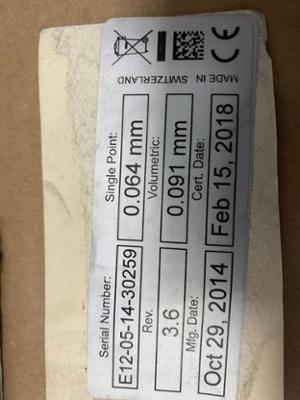 Serial Number: Single Point:
E12-05-14-30259 0.064 mm
Rev. Volumetric:
3.6 0.091 mm
Mfg. Date: Cert. Date:
Oct 29, 2014 Feb 15, 2018
CE
MADE IN SWITZERLAND